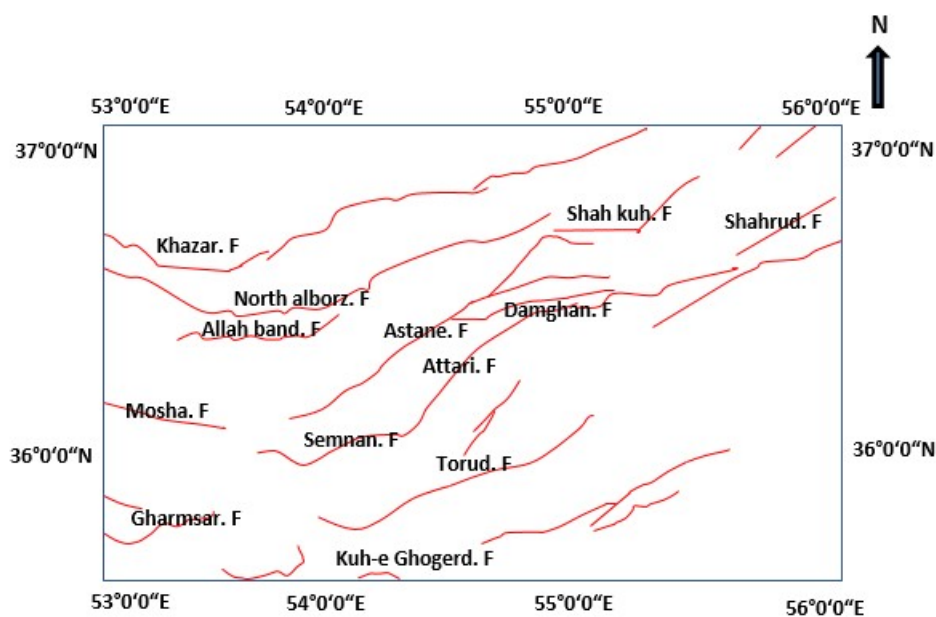 N
53°0'0"E 54°0'0"E 55°0'0"E 56°0'0"E
37°0'0"N 37°0'0"N
Shah kuh. F
Shahrud. F
Khazar. F
North alborz. F
Damghan. F
Allah band. F
Astane. F
Attari. F
Mosha. F
Semnan. F
36°0'0"N 36°0'0"N
Torud. F
Gharmsar. F
Kuh-e Ghogerd. F
53°0'0"E 54°0'0"E 55°0'0"E 56°0'0"E